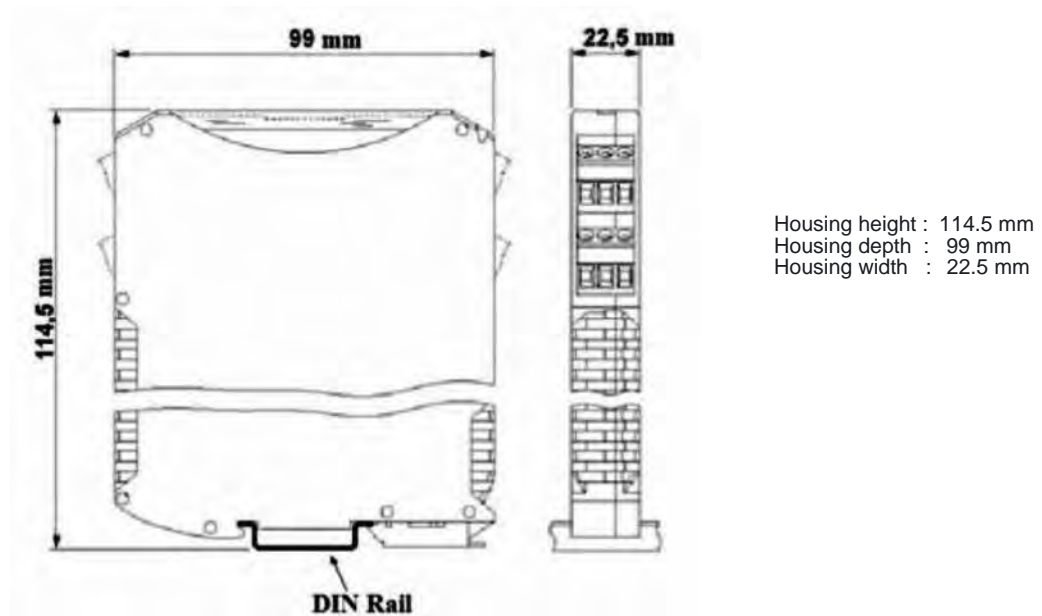 99 mm
22,5 mm
114,5 mm
Housing height : 114.5 mm
Housing depth : 99 mm
Housing width : 22.5 mm
DIN Rail